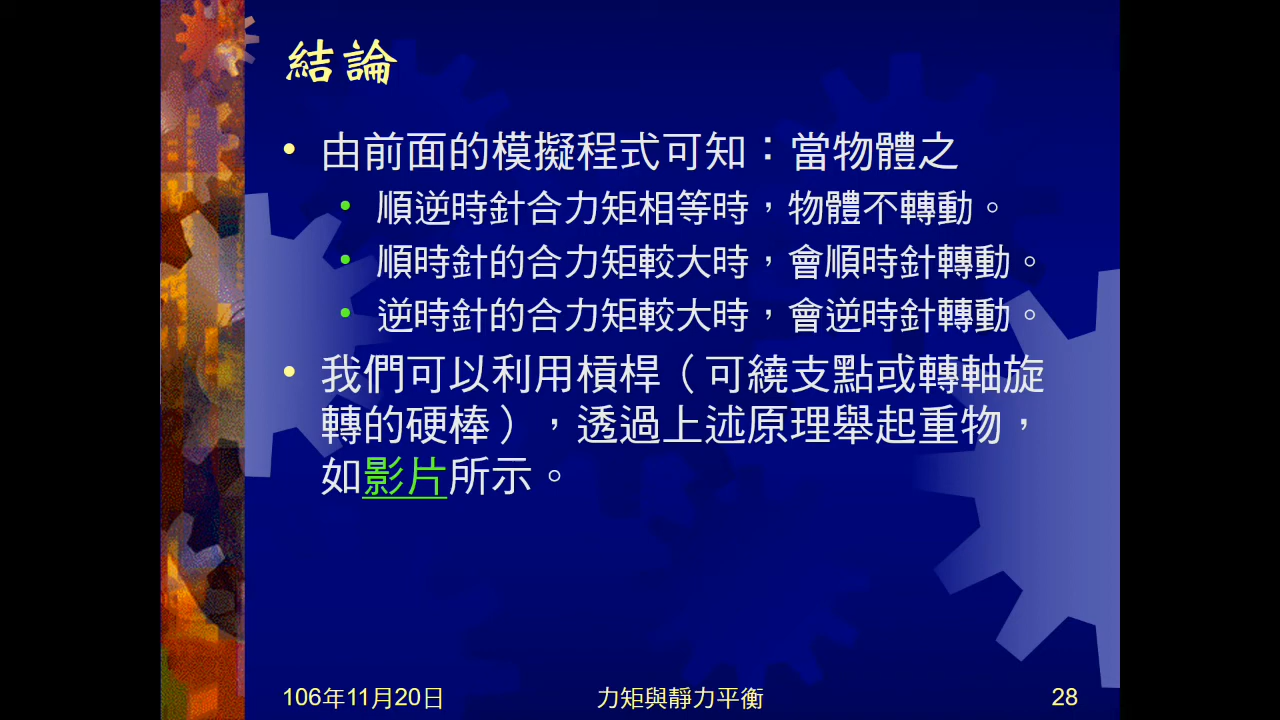 結論
• 由前面的模擬程式可知：當物體之
• 順逆時針合力矩相等時，物體不轉動。
• 順時針的合力矩較大時，會順時針轉動。
• 逆時針的合力矩較大時，會逆時針轉動。
• 我們可以利用槓桿（可繞支點或轉軸旋
轉的硬棒），透過上述原理舉起重物，
如影片所示。
106年11月20日
力矩與靜力平衡
28